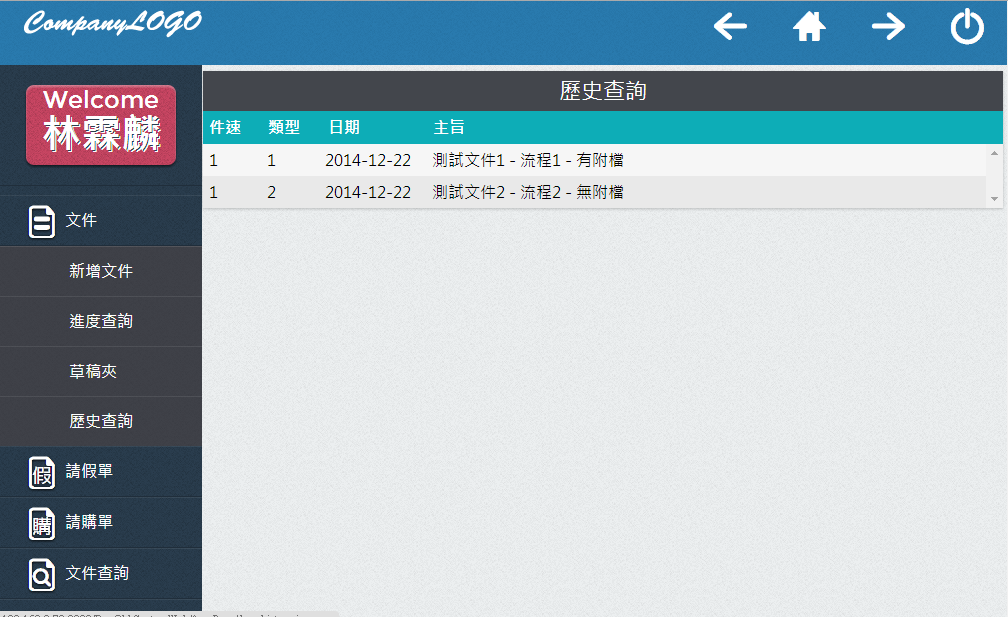 CompanyLOGO
Welcome
林霖麟
文件
新增文件
進度查詢
草稿夾
歷史查詢
請假單
請購單
文件查詢
歷史查詢
件速 類型 日期 主旨
1 1 2014-12-22 測試文件1 - 流程1 - 有附檔
1 2 2014-12-22 測試文件2 - 流程2 - 無附檔